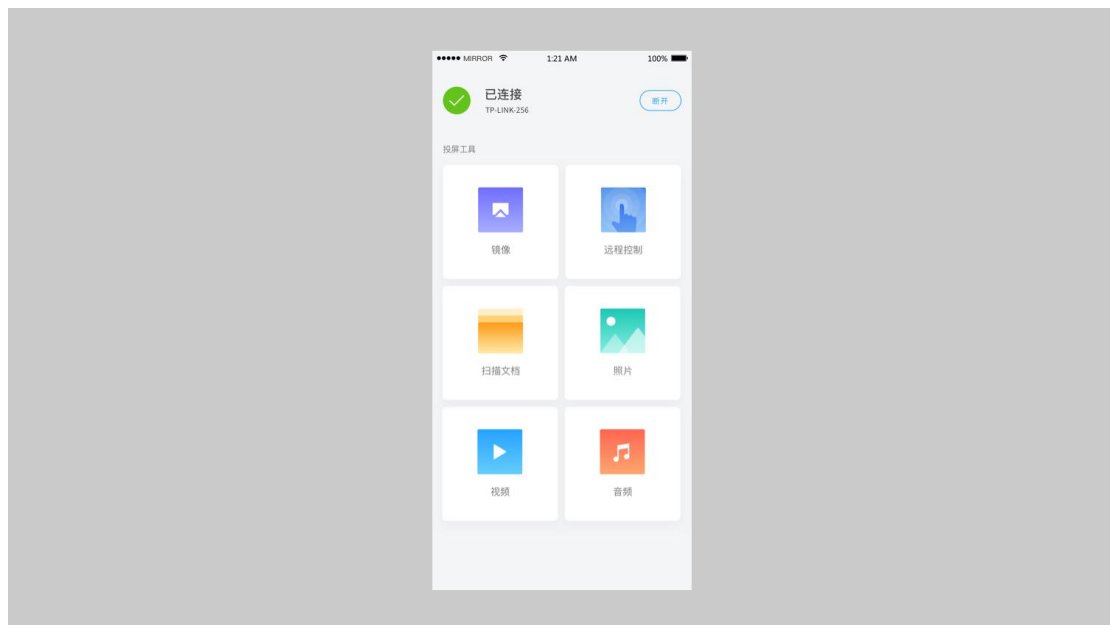 MIRROR 1:21 AM 100%
已连接
TP-LINK-256
断开
投屏工具
镜像
远程控制
扫描文档
照片
视频
音频